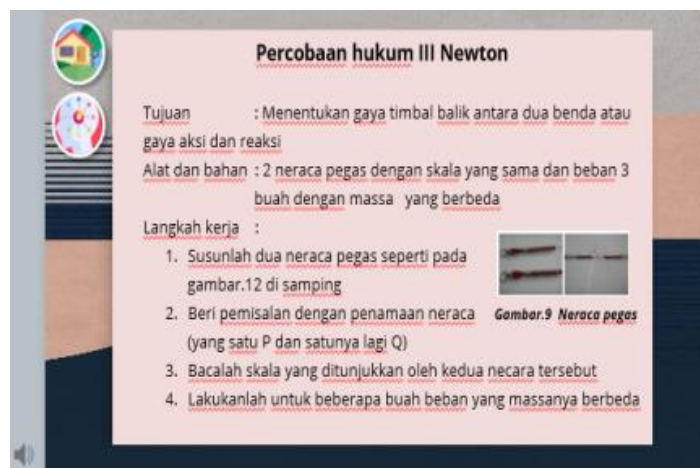 Percobaan hukum III Newton
Tujuan : Menentukan gaya timbal balik antara dua benda atau
gaya aksi dan reaksi
Alat dan bahan : 2 neraca pegas dengan skala yang sama dan beban 3
buah dengan massa yang berbeda
Langkah kerja :
1. Susunlah dua neraca pegas seperti pada
gambar.12 di samping
2. Beri pemisalan dengan penamaan neraca
(yang satu P dan satunya lagi Q)
Gambar.9 Neraca pegas
3. Bacalah skala yang ditunjukkan oleh kedua necara tersebut
4. Lakukanlah untuk beberapa buah beban yang massanya berbeda